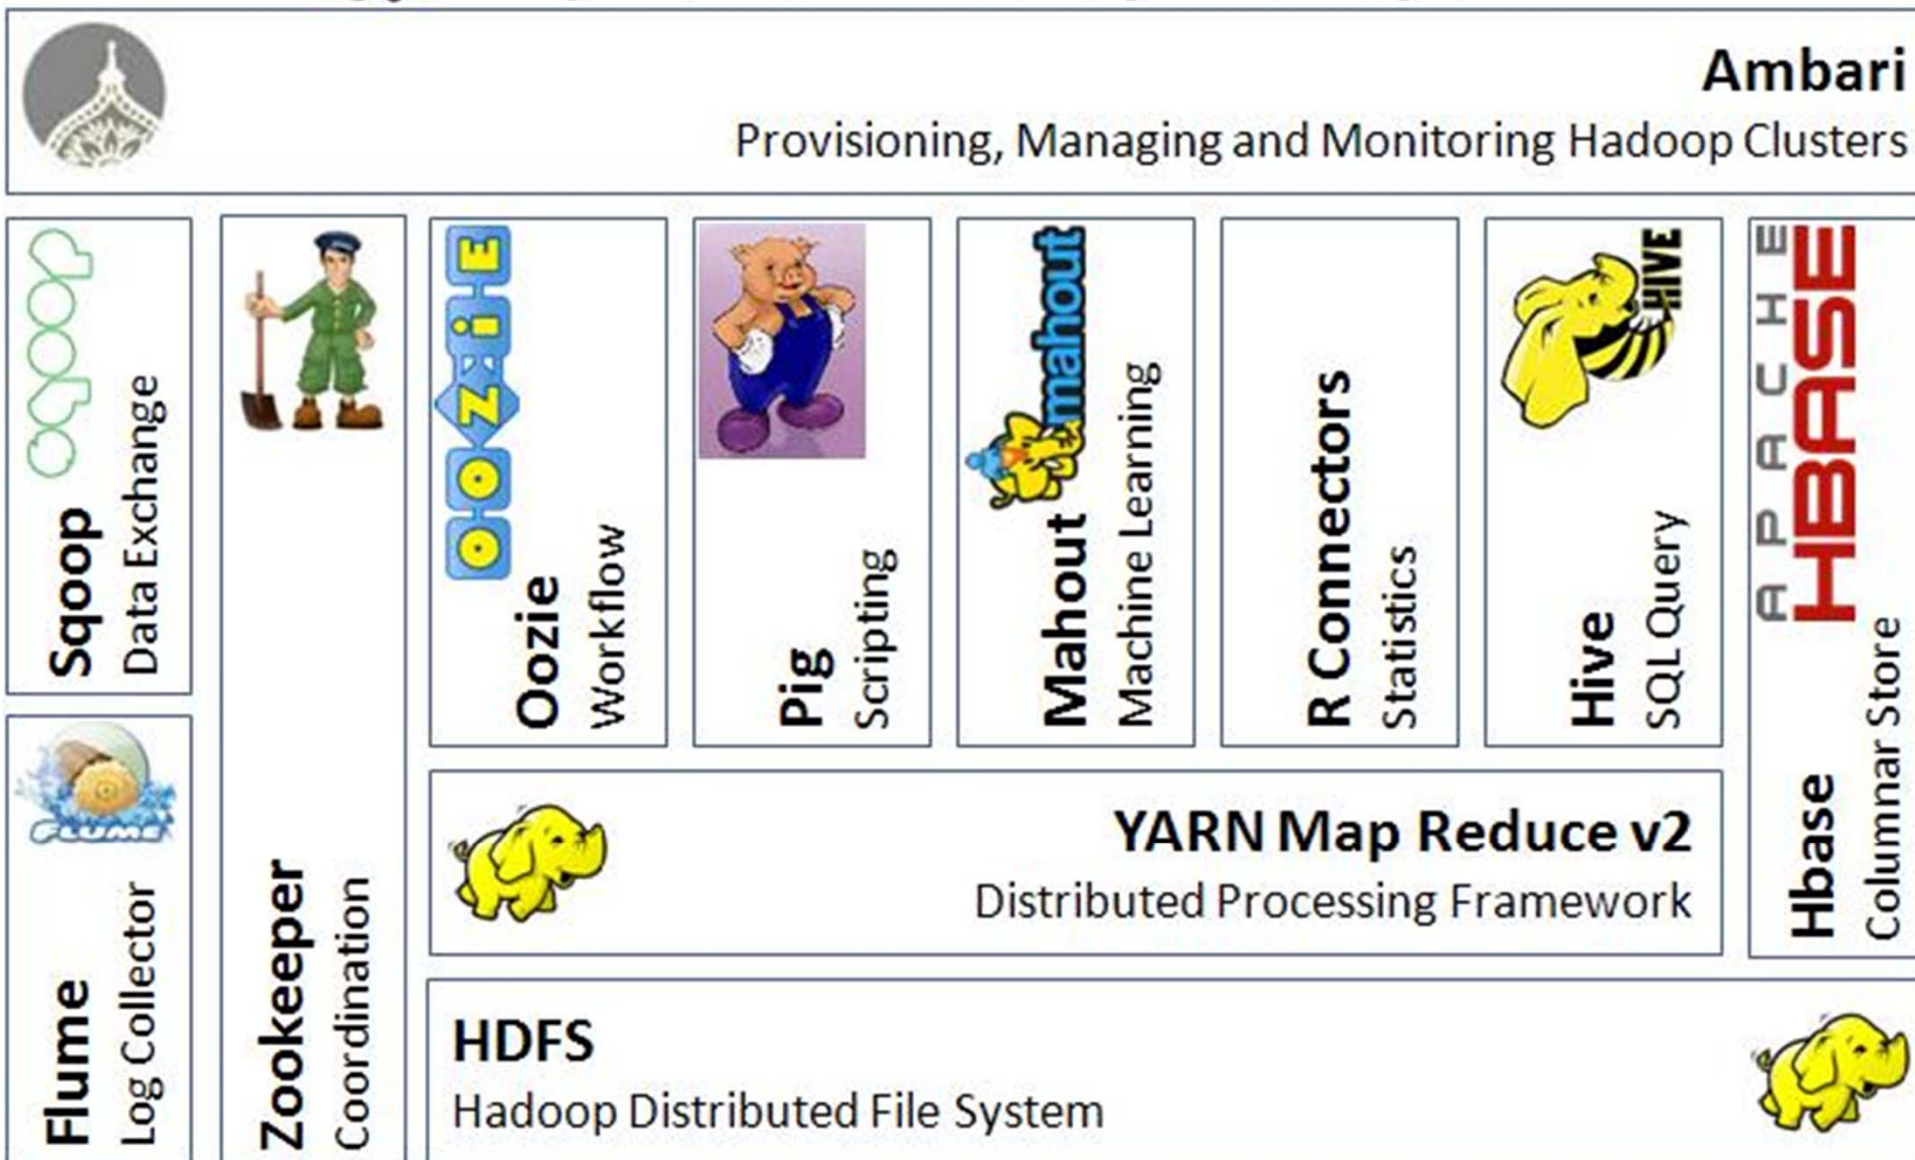 Ambari
Provisioning, Managing and Monitoring Hadoop Clusters
sqoop
Sqoop
Data Exchange
FLUME
Flume
Log Collector
Zookeeper
Coordination
OOZiE
Oozie
Workflow
Pig
Scripting
mahout
Mahout
Machine Learning
R Connectors
Statistics
HIVE
Hive
SQL Query
APACHE
HBASE
Hbase
Columnar Store
YARN Map Reduce v2
Distributed Processing Framework
HDFS
Hadoop Distributed File System